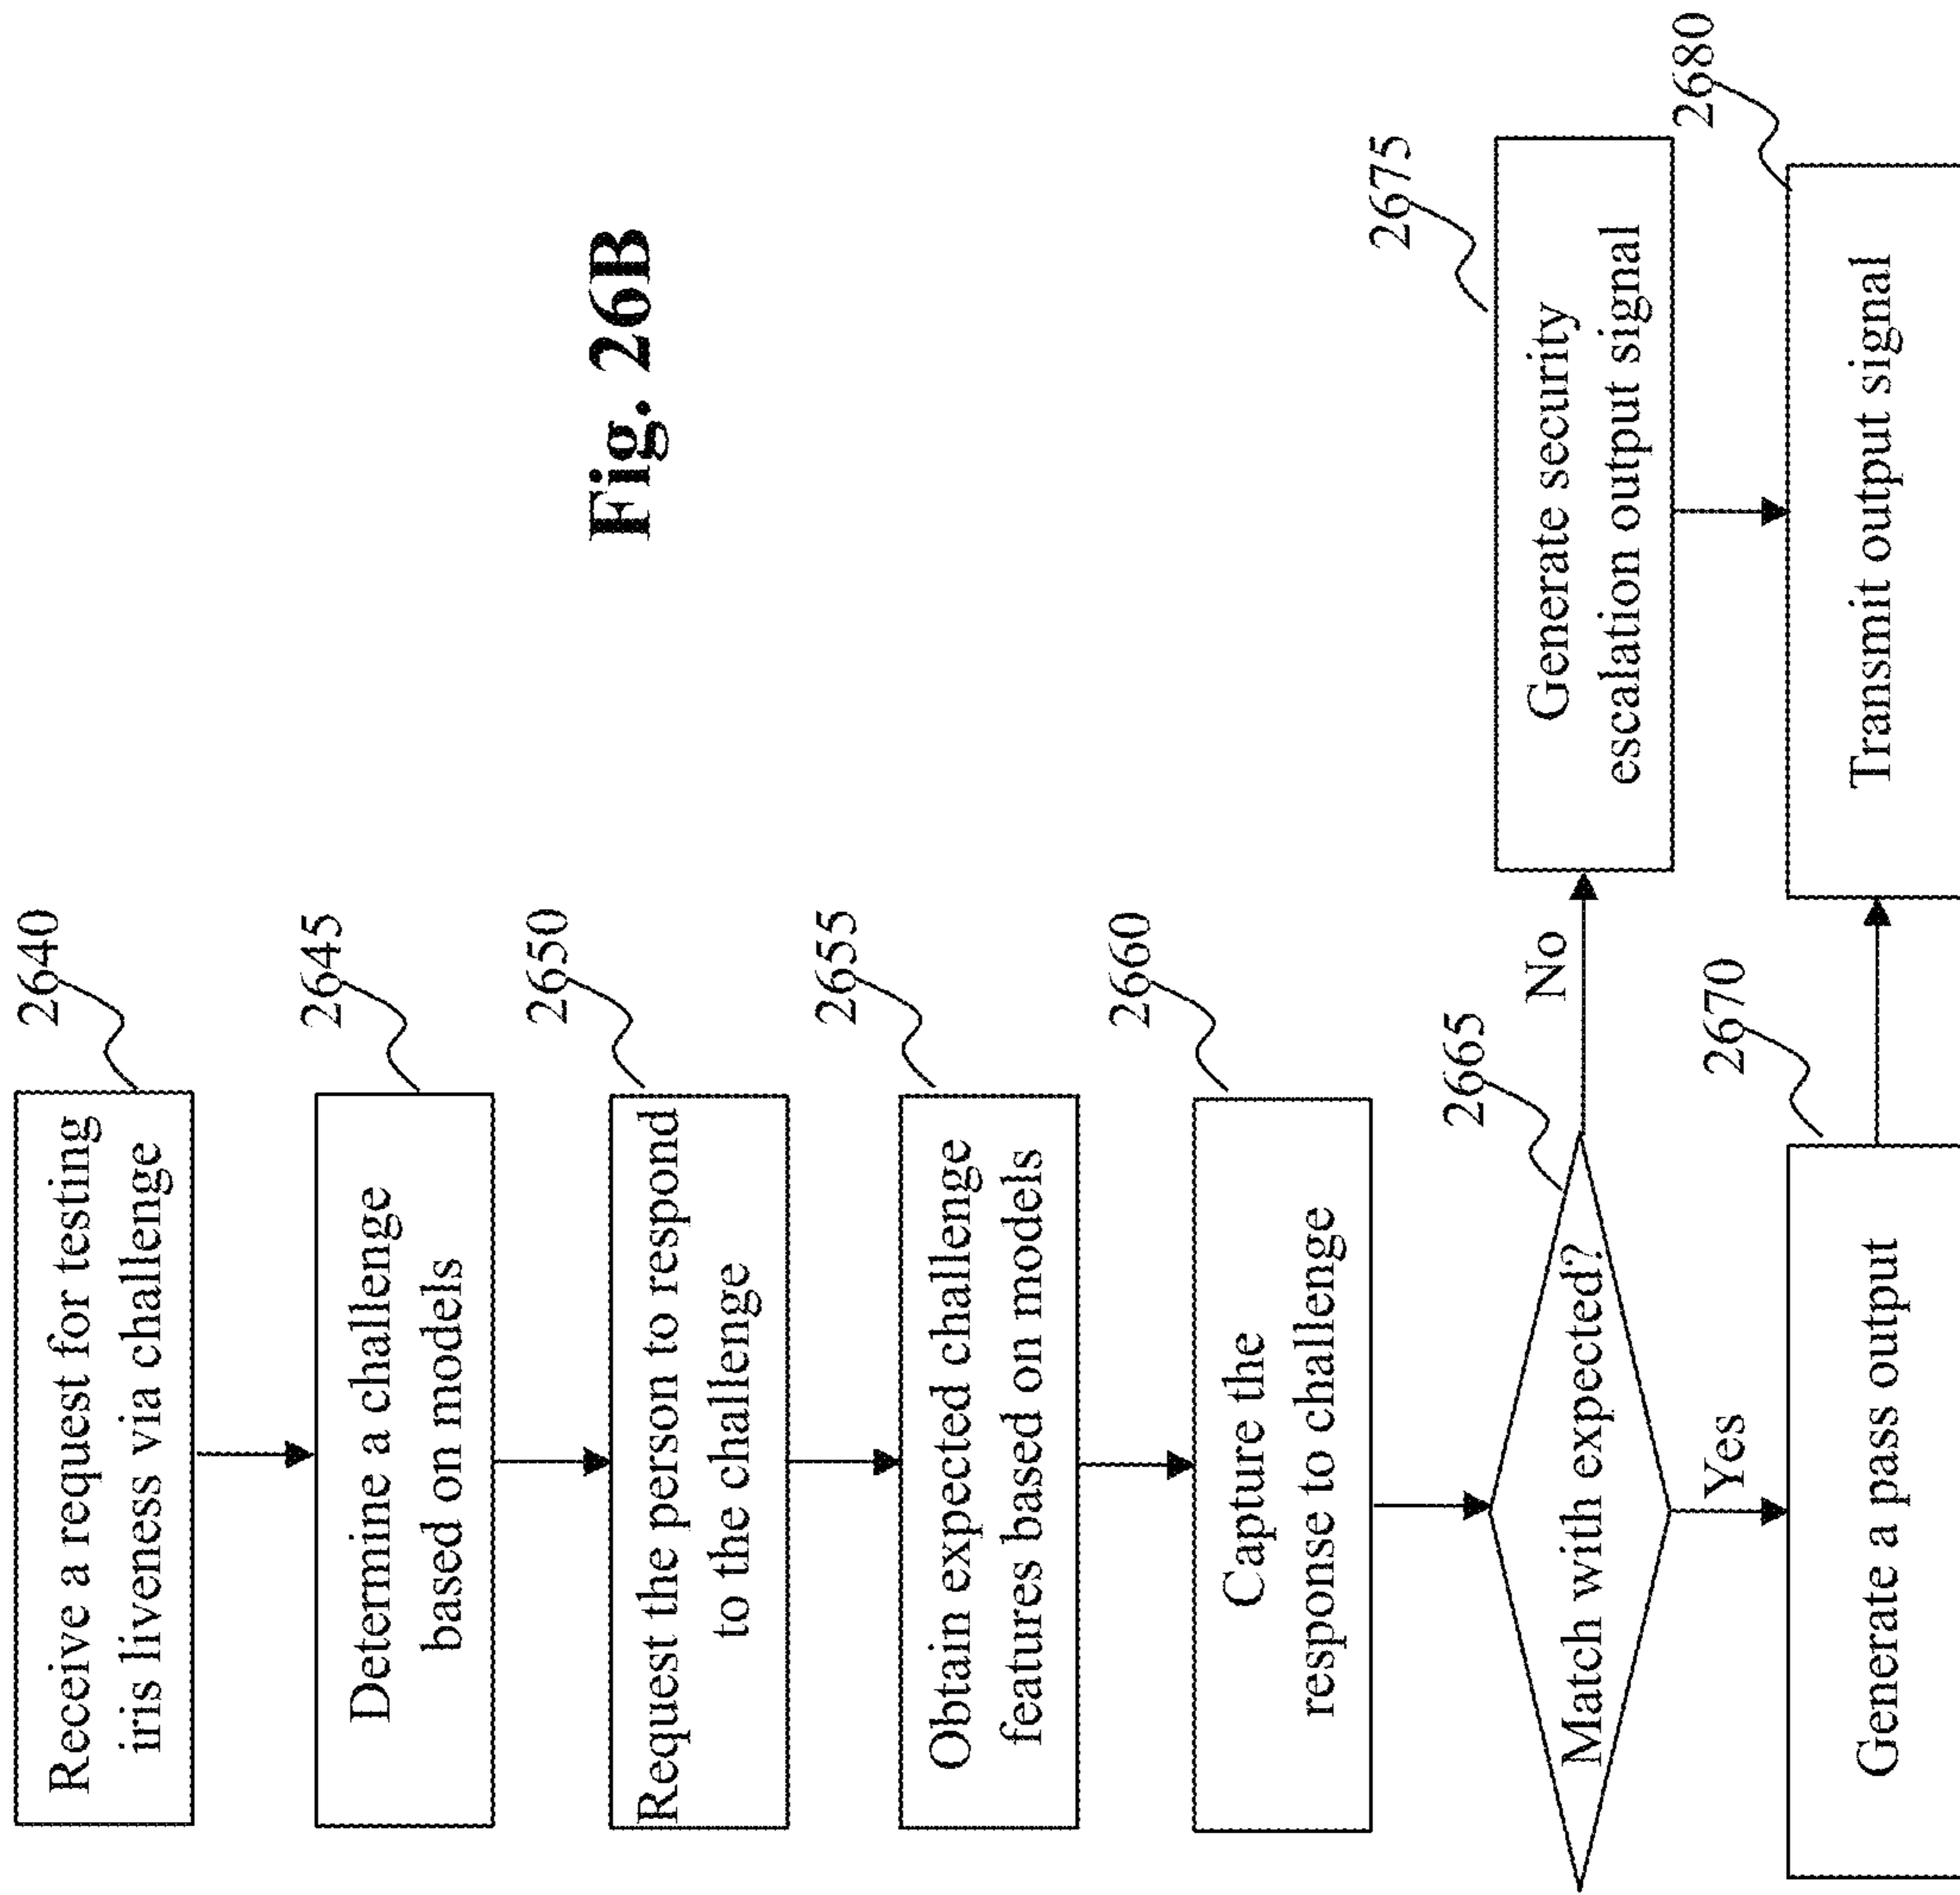 2640
Receive a request for testing
iris liveness via challenge
2645
Determine a challenge
based on models
2650
Request the person to respond
to the challenge
2655
Obtain expected challenge
features based on models
2660
Capture the
response to challenge
2665
Match with expected?
No
Yes
2675
Generate security
escalation output signal
2670
Generate a pass output
2680
Transmit output signal
Fig. 26B